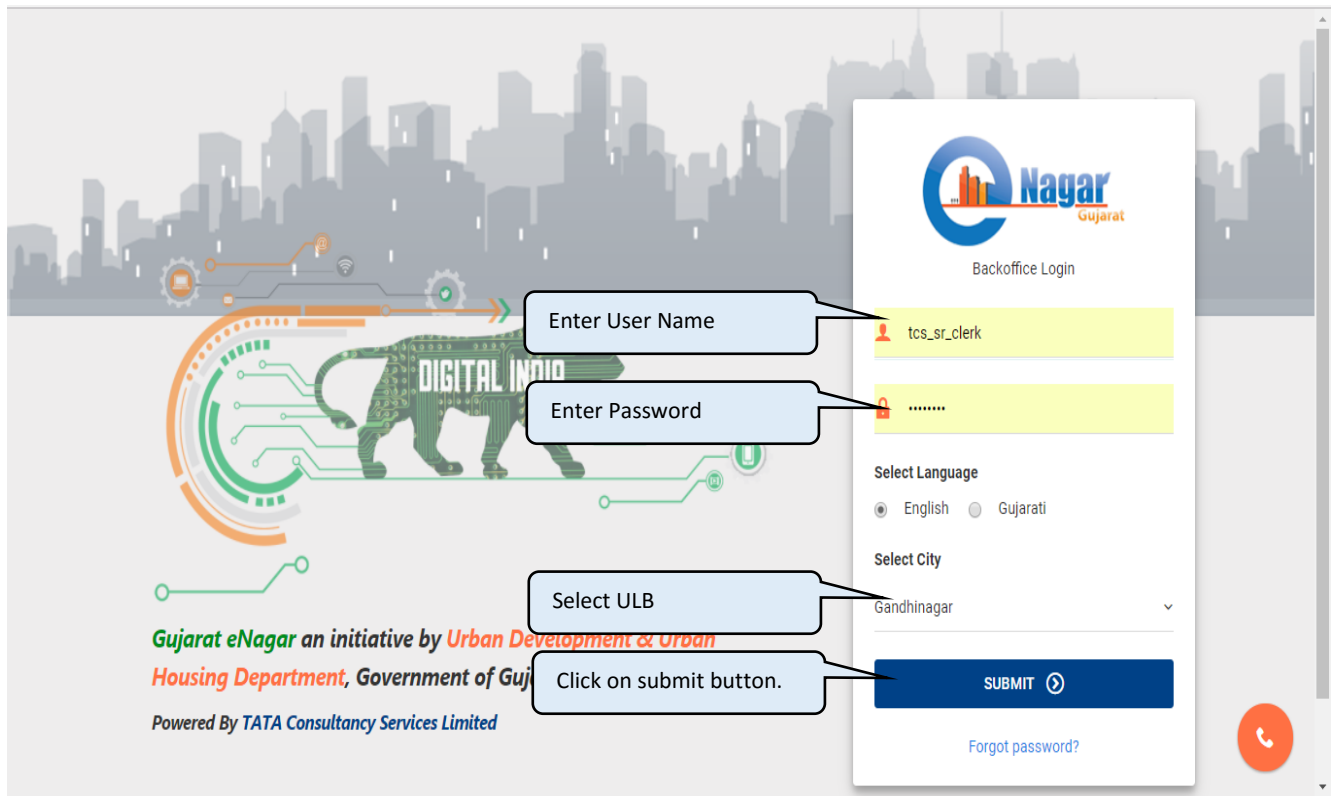 Nagar
Gujarat
Backoffice Login
Enter User Name
tcs_sr_clerk
DIGITAL INDIA
Enter Password
........
Select Language
English Gujarati
Select City
Select ULB
Gandhinagar
Gujarat eNagar an initiative by Urban Development & Urban
Housing Department, Government of Guj
Click on submit button.
SUBMIT
Powered By TATA Consultancy Services Limited
Forgot password?